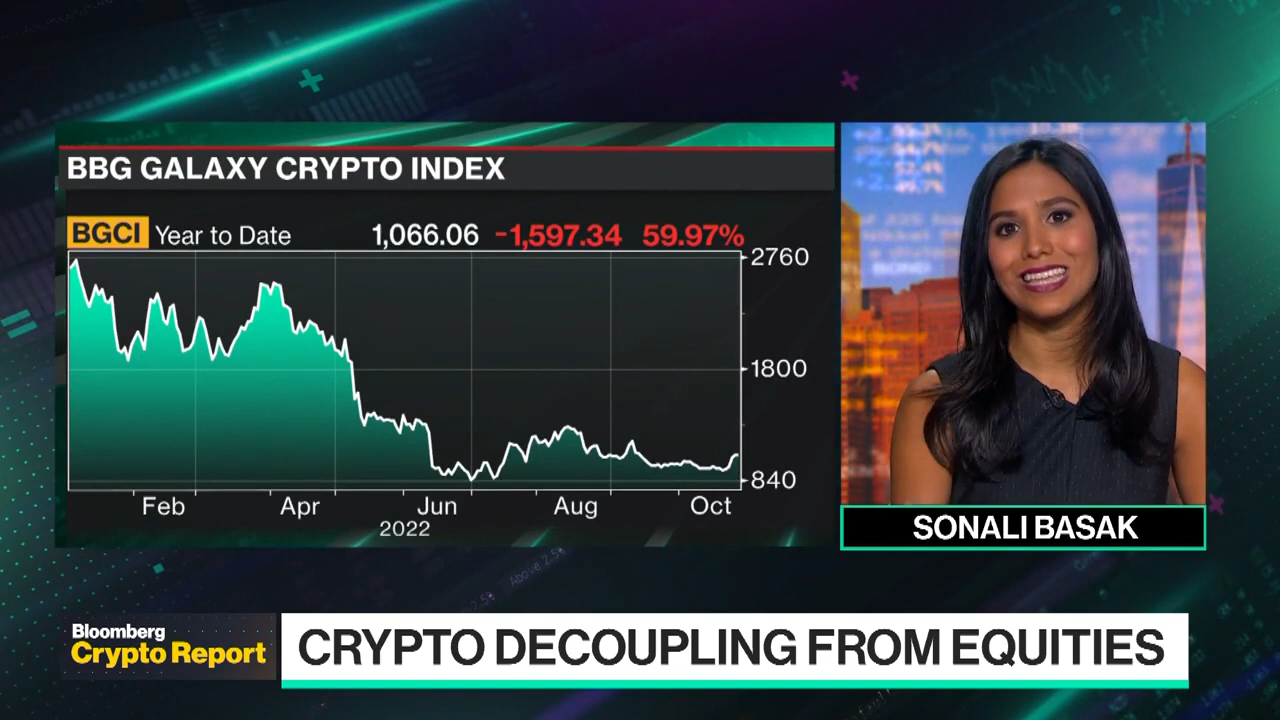 BBG GALAXY CRYPTO INDEX
BGCI Year to Date 1,066.06 -1,597.34 59.97%
2760
1800
840
Feb Apr Jun Aug Oct
2022
SONALI BASAK
Bloomberg
Crypto Report
CRYPTO DECOUPLING FROM EQUITIES